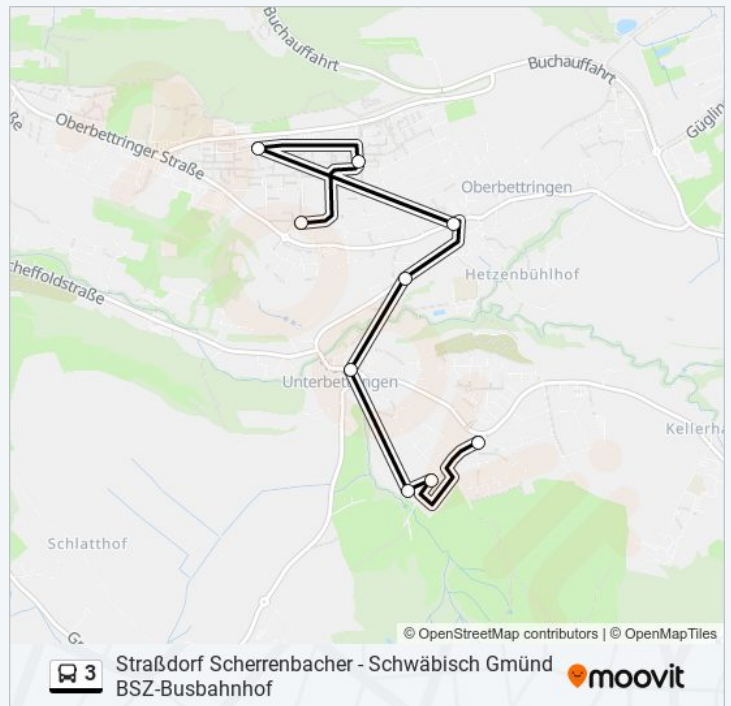 Buchauffahrt
Buchauffahrt
ße
Oberbettringer Straße
Güglin
Oberbettringen
cheffoldstraße
Hetzenbühlhof
Unterbettringen
Kellerha
Schlatthof
G
© OpenStreetMap contributors | © OpenMapTiles
3
Straßdorf Scherrenbacher - Schwäbisch Gmünd
BSZ-Busbahnhof
moovit